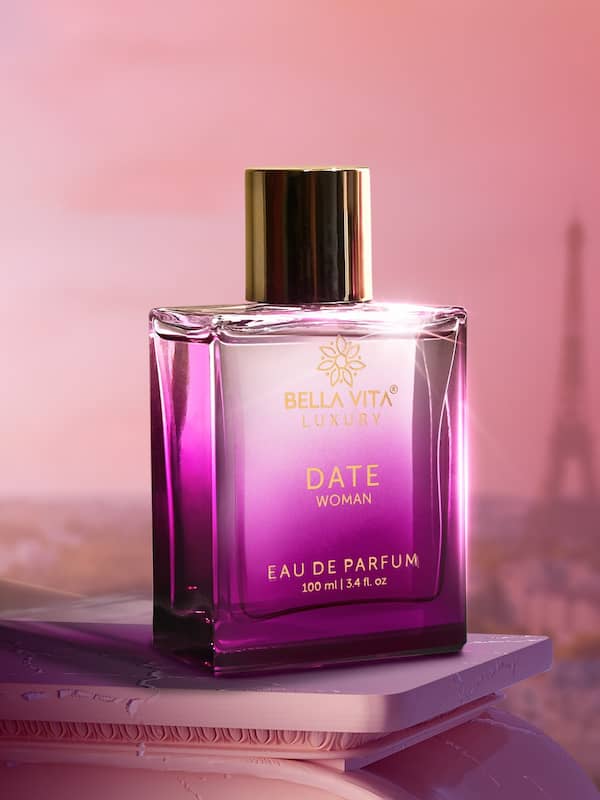 BELLA VITA®
LUXURY
DATE
WOMAN
EAU DE PARFUM
100 ml | 3.4 fl. oz